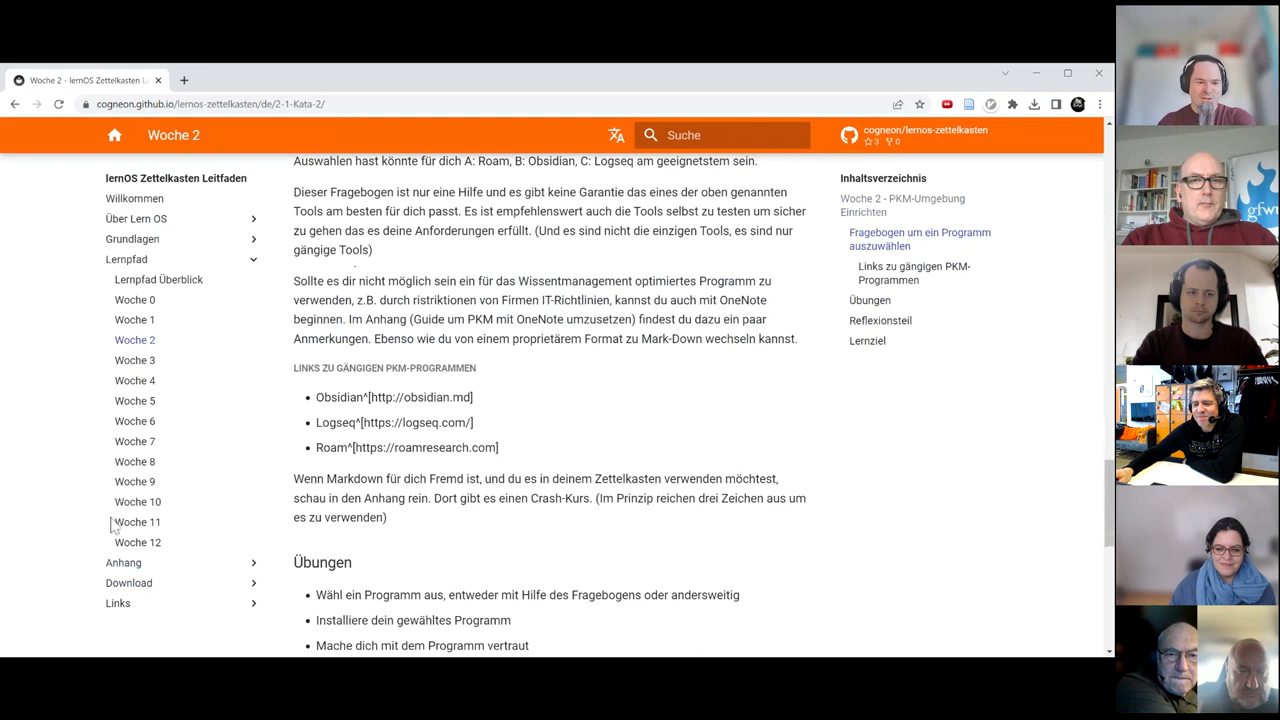 Woche 2 - lernOS Zettelkasten L
cogneon.github.io/lernos-zettelkasten/de/2-1-Kata-2/
Woche 2
Suche
cogneon/lernos-zettelkasten
3 0
lernOS Zettelkasten Leitfaden
Willkommen
Über Lern OS
Grundlagen
Lernpfad
Lernpfad Überblick
Woche 0
Woche 1
Woche 2
Woche 3
Woche 4
Woche 5
Woche 6
Woche 7
Woche 8
Woche 9
Woche 10
Woche 11
Woche 12
Anhang
Download
Links
Auswahlen hast könnte für dich A: Roam, B: Obsidian, C: Logseq am geeignetstem sein.
Dieser Fragebogen ist nur eine Hilfe und es gibt keine Garantie das eines der oben genannten
Tools am besten für dich passt. Es ist empfehlenswert auch die Tools selbst zu testen um sicher
zu gehen das es deine Anforderungen erfüllt. (Und es sind nicht die einzigen Tools, es sind nur
gängige Tools)
Sollte es dir nicht möglich sein ein für das Wissentmanagement optimiertes Programm zu
verwenden, z.B. durch ristriktionen von Firmen IT-Richtlinien, kannst du auch mit OneNote
beginnen. Im Anhang (Guide um PKM mit OneNote umzusetzen) findest du dazu ein paar
Anmerkungen. Ebenso wie du von einem proprietärem Format zu Mark-Down wechseln kannst.
LINKS ZU GÄNGIGEN PKM-PROGRAMMEN
• Obsidian^[http://obsidian.md]
• Logseq^[https://logseq.com/]
• Roam^[https://roamresearch.com]
Wenn Markdown für dich Fremd ist, und du es in deinem Zettelkasten verwenden möchtest,
schau in den Anhang rein. Dort gibt es einen Crash-Kurs. (Im Prinzip reichen drei Zeichen aus um
es zu verwenden)
Übungen
• Wähl ein Programm aus, entweder mit Hilfe des Fragebogens oder andersweitig
• Installiere dein gewähltes Programm
• Mache dich mit dem Programm vertraut
Inhaltsverzeichnis
Woche 2 - PKM-Umgebung
Einrichten
Fragebogen um ein Programm
auszuwählen
Links zu gängigen PKM-
Programmen
Übungen
Reflexionsteil
Lernziel
gfwm